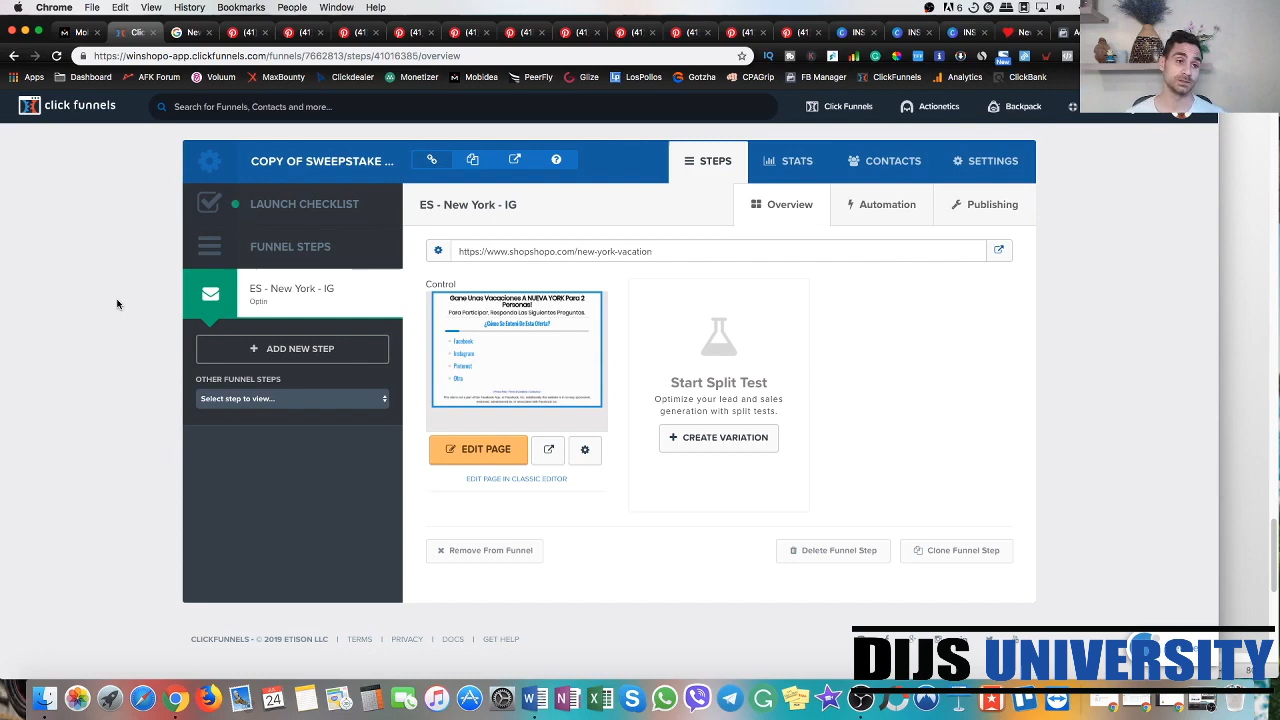 Chrome File Edit View History Bookmarks People Window Help
winshopo-app.clickfunnels.com/funnels/7662813/steps/41016385/overview
Apps Dashboard AFK Forum Voluum MaxBounty Clickbooth Monetizer Mobidea Peerfly Glize LosPollos Gotzha CPAGrip FB Manager ClickFunnels Analytics ClickBank
click funnels Search for Funnels, Contacts and more... Click Funnels Actionetics Backpack
COPY OF SWEEPSTAKE ... STEPS STATS CONTACTS SETTINGS
LAUNCH CHECKLIST
ES - New York - IG Overview Automation Publishing
FUNNEL STEPS
https://www.shopshopo.com/new-york-vacation
ES - New York - IG
Optin
Control
Gane Unas Vacaciones A NUEVA YORK Para 2
Personas!
Para Participar, Responda Las Siguientes Preguntas.
¿Cómo Se Enteró De Esta Oferta?
Facebook
Instagram
Pinterest
Otra
ADD NEW STEP
OTHER FUNNEL STEPS
Select step to view...
Start Split Test
Optimize your lead and sales
generation with split tests.
CREATE VARIATION
EDIT PAGE
EDIT PAGE IN CLASSIC EDITOR
Remove From Funnel Delete Funnel Step Clone Funnel Step
CLICKFUNNELS - © 2019 ETISON LLC | TERMS | PRIVACY | DOCS | GET HELP
DIJS UNIVERSITY